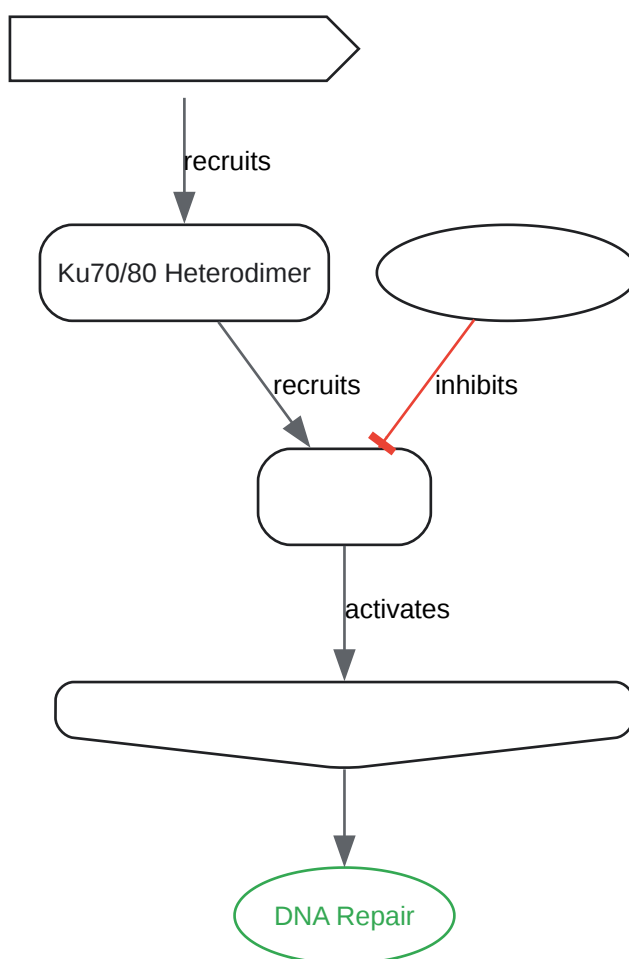 recruits
Ku70/80 Heterodimer
recruits
inhibits
activates
DNA Repair